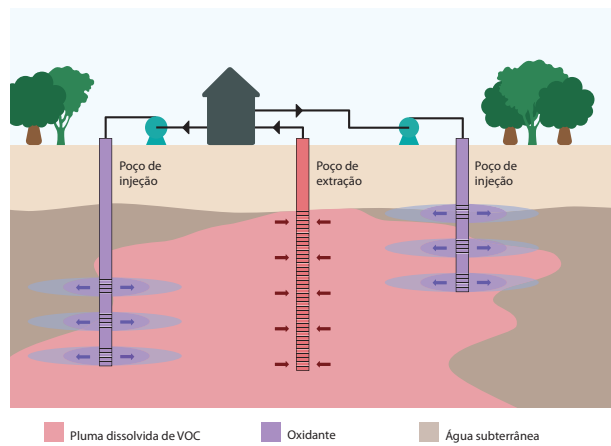 Poço de
injeção
Poço de
extração
Poço de
injeção
Pluma dissolvida de VOC
Oxidante
Água subterrânea